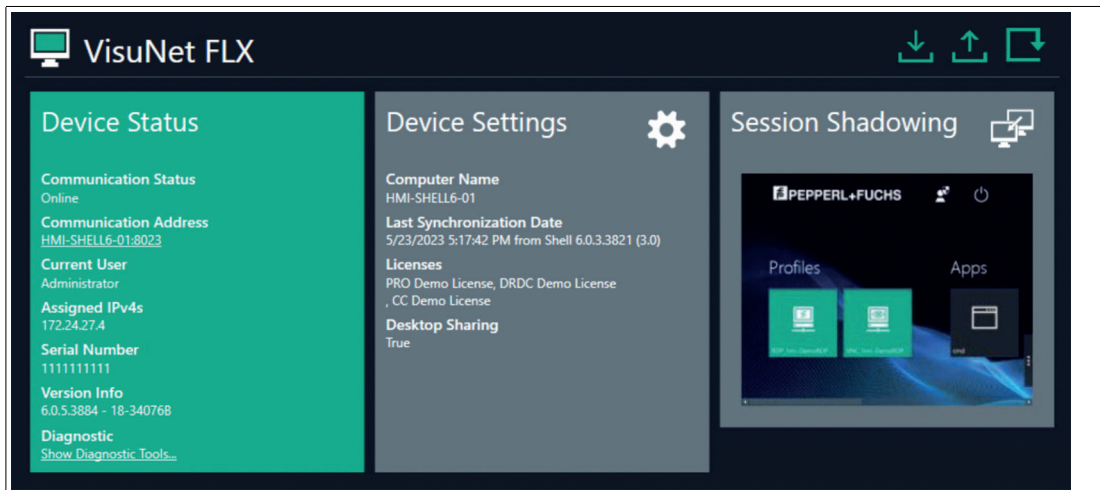 VisuNet FLX
Device Status
Communication Status
Online
Communication Address
HMI-SHELL6-01:8023
Current User
Administrator
Assigned IPv4s
172.24.27.4
Serial Number
1111111111
Version Info
6.0.5.3884 - 18-34076B
Diagnostic
Show Diagnostic Tools...
Device Settings
Computer Name
HMI-SHELL6-01
Last Synchronization Date
5/23/2023 5:17:42 PM from Shell 6.0.3.3821 (3.0)
Licenses
PRO Demo License, DRDC Demo License
, CC Demo License
Desktop Sharing
True
Session Shadowing
PEPPERL+FUCHS
Profiles
Apps
cmd